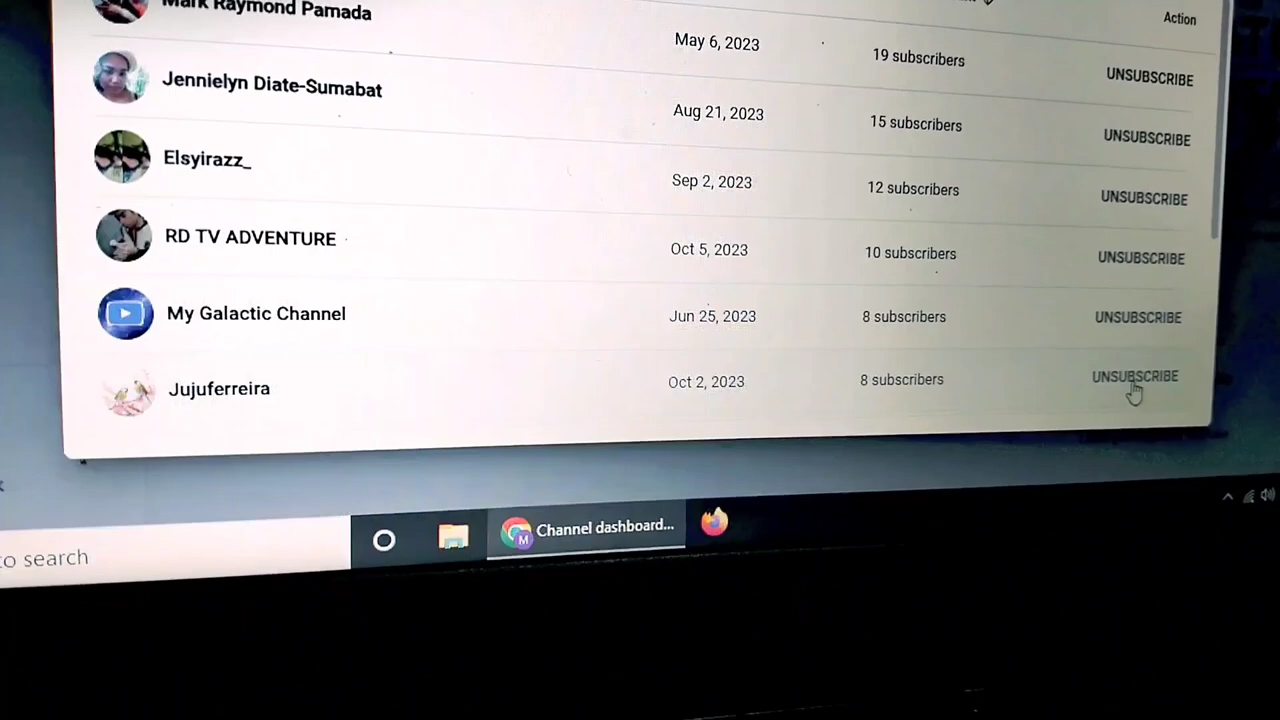 Action
Mark Raymond Pamada May 6, 2023 19 subscribers UNSUBSCRIBE
Jennielyn Diate-Sumabat Aug 21, 2023 15 subscribers UNSUBSCRIBE
Elsyirazz_ Sep 2, 2023 12 subscribers UNSUBSCRIBE
RD TV ADVENTURE Oct 5, 2023 10 subscribers UNSUBSCRIBE
My Galactic Channel Jun 25, 2023 8 subscribers UNSUBSCRIBE
Jujuferreira Oct 2, 2023 8 subscribers UNSUBSCRIBE
to search
M Channel dashboard...